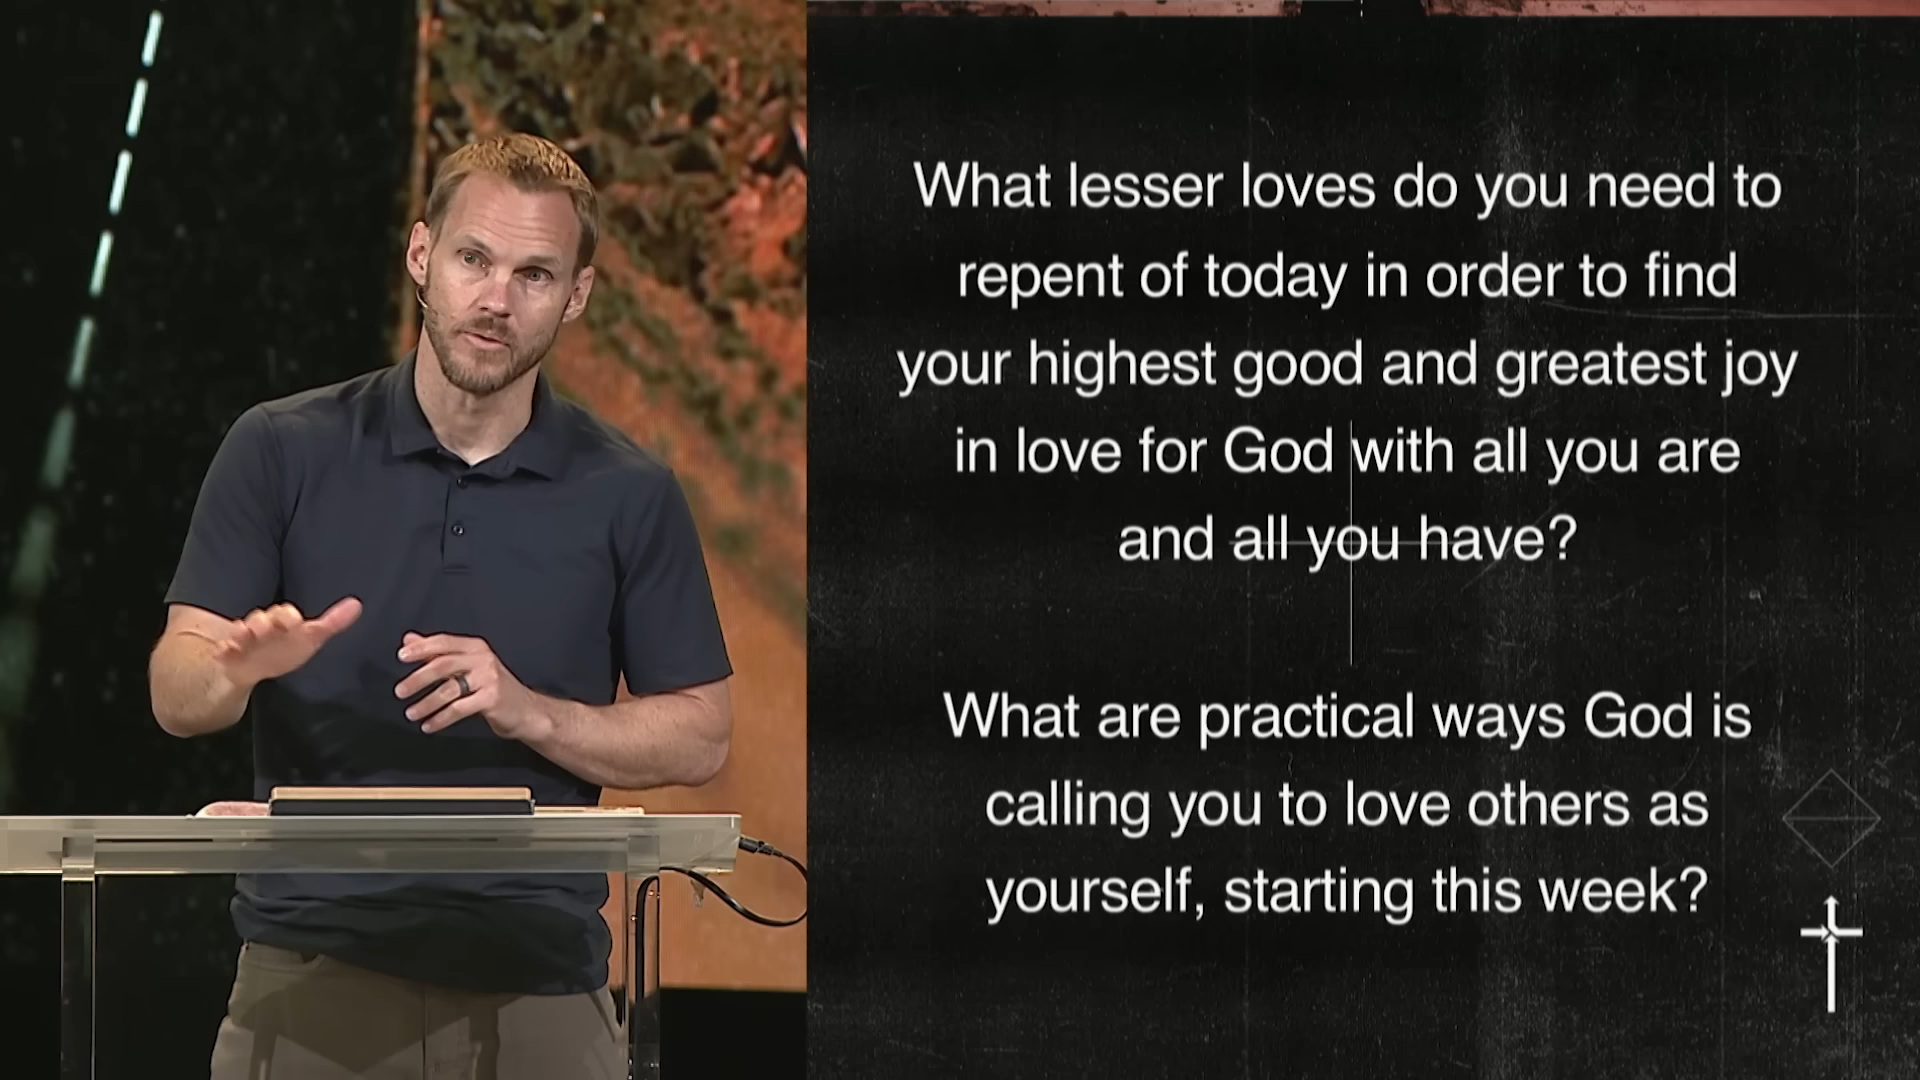 What lesser loves do you need to
repent of today in order to find
your highest good and greatest joy
in love for God with all you are
and all you have?
What are practical ways God is
calling you to love others as
yourself, starting this week?